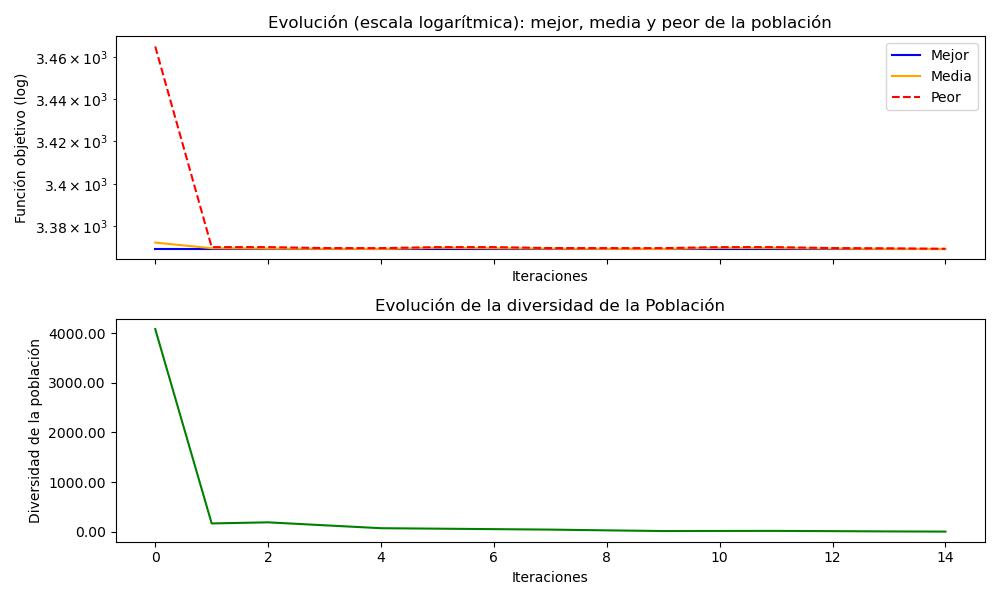 Evolución (escala logarítmica): mejor, media y peor de la población
Función objetivo (log)
3.46 × 10³
3.44 × 10³
3.42 × 10³
3.4 × 10³
3.38 × 10³
Mejor
Media
Peor
Iteraciones
Evolución de la diversidad de la Población
Diversidad de la población
4000.00
3000.00
2000.00
1000.00
0.00
0 2 4 6 8 10 12 14
Iteraciones